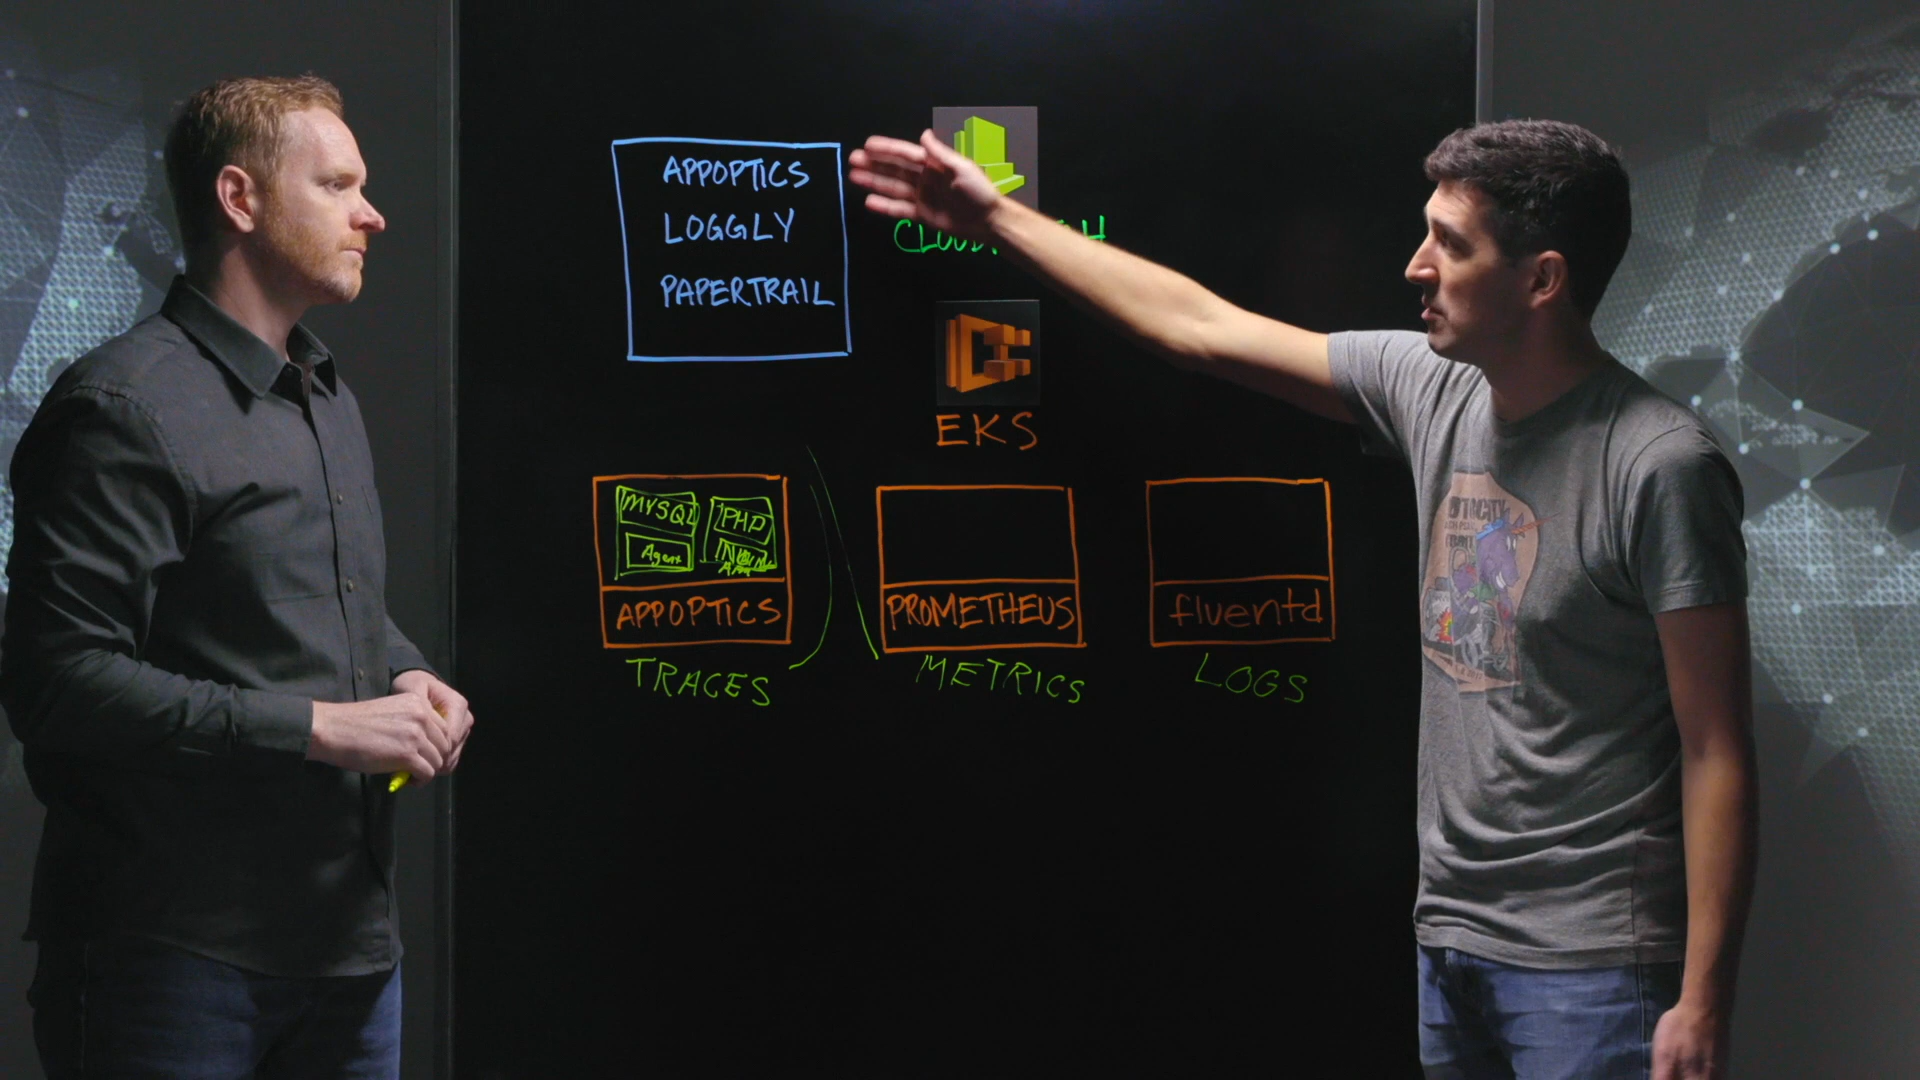 APPOPTICS
LOGGLY
PAPERTRAIL
EKS
MYSQL
Agent
PHP
APPOPTICS
PROMETHEUS
fluentd
TRACES
METRICS
LOGS